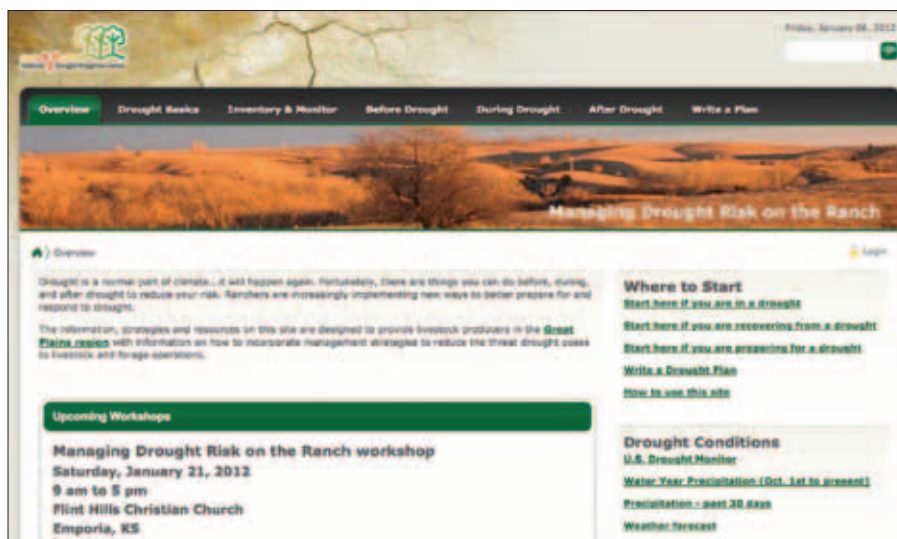 Friday, January 06, 2012
Overview Drought Basics Inventory & Monitor Before Drought During Drought After Drought Write a Plan
Managing Drought Risk on the Ranch
Overview
Login
Drought is a normal part of climate...it will happen again. Fortunately, there are things you can do before, during,
and after drought to reduce your risk. Ranchers are increasingly implementing new ways to better prepare for and
respond to drought.
The information, strategies and resources on this site are designed to provide livestock producers in the Great
Plains region with information on how to incorporate management strategies to reduce the threat drought poses
to livestock and forage operations.
Upcoming Workshops
Managing Drought Risk on the Ranch workshop
Saturday, January 21, 2012
9 am to 5 pm
Flint Hills Christian Church
Emporia, KS
Where to Start
Start here if you are in a drought
Start here if you are recovering from a drought
Start here if you are preparing for a drought
Write a Drought Plan
How to use this site
Drought Conditions
U.S. Drought Monitor
Water Year Precipitation (Oct. 1st to present)
Precipitation - past 30 days
Weather forecast